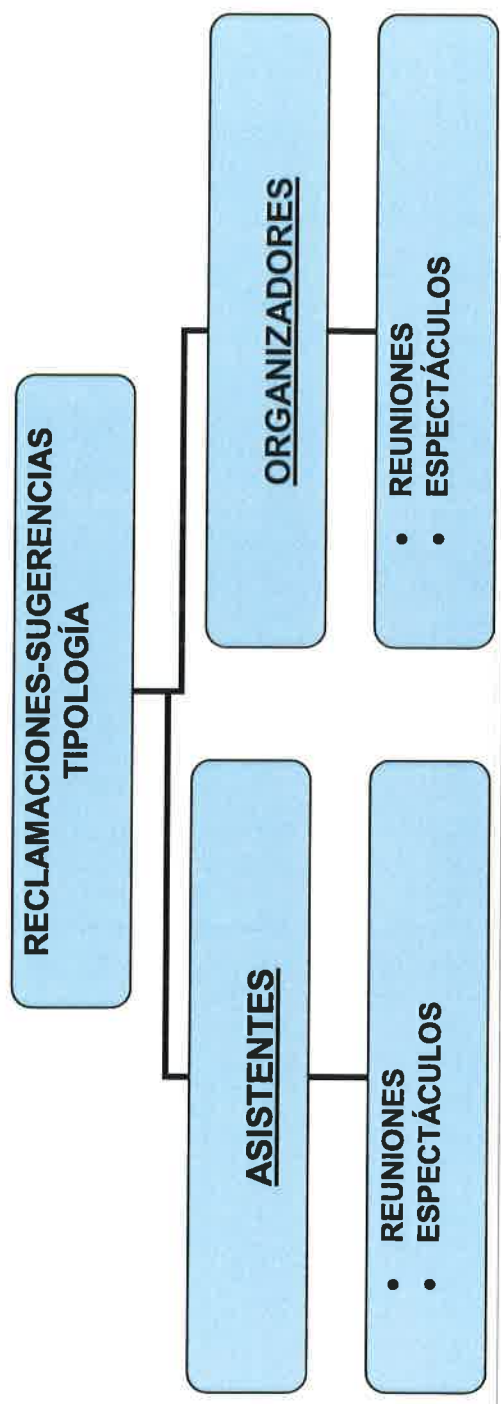 RECLAMACIONES-SUGERENCIAS
TIPOLOGÍA
ASISTENTES
• REUNIONES
• ESPECTÁCULOS
ORGANIZADORES
• REUNIONES
• ESPECTÁCULOS